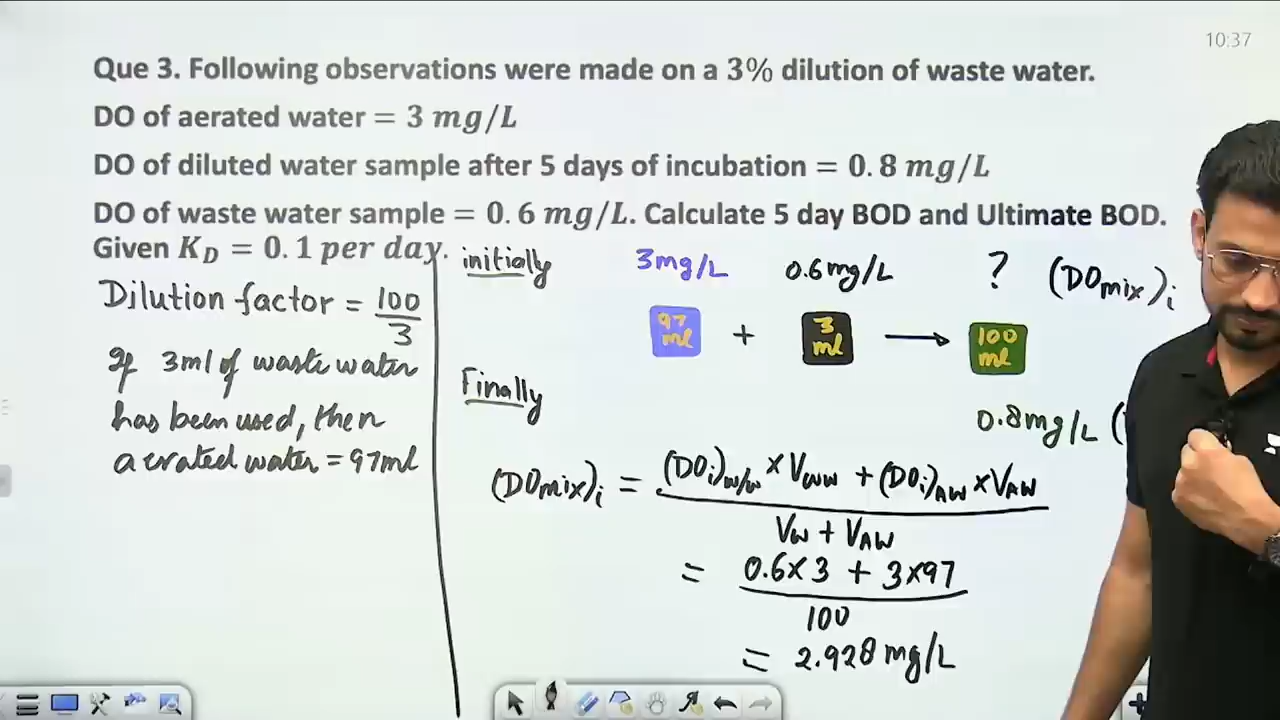 10:37
Que 3. Following observations were made on a 3% dilution of waste water.
DO of aerated water = 3 mg/L
DO of diluted water sample after 5 days of incubation = 0.8 mg/L
DO of waste water sample = 0.6 mg/L. Calculate 5 day BOD and Ultimate BOD.
Given K_D = 0.1 per day.
Dilution factor = 100/3
If 3ml of waste water
has been used, then
aerated water = 97ml
initially 3mg/L 0.6mg/L ? (DOmix)i
97 ml + 3 ml → 100 ml
Finally
0.8mg/L (
(DOmix)i = (DOi)w/w × Vww + (DOi)AW × VAW
Vw + VAW
= 0.6×3 + 3×97
100
= 2.928 mg/L